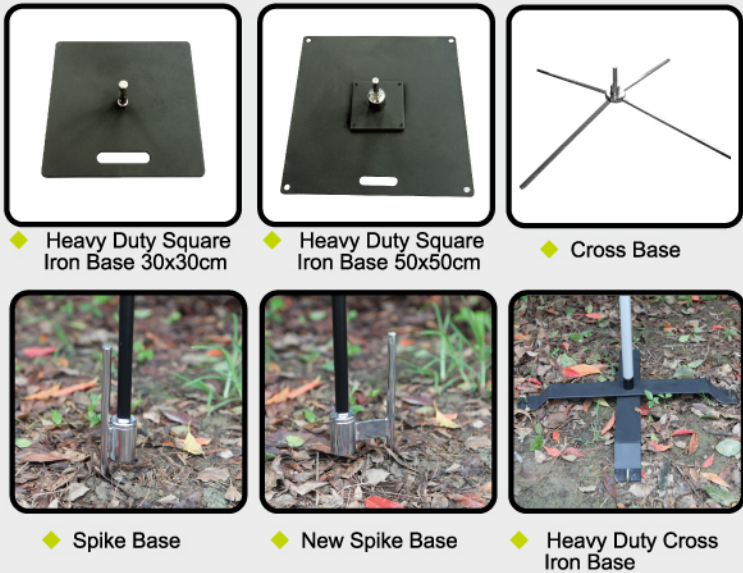 Heavy Duty Square
Iron Base 30x30cm
Heavy Duty Square
Iron Base 50x50cm
Cross Base
Spike Base
New Spike Base
Heavy Duty Cross
Iron Base